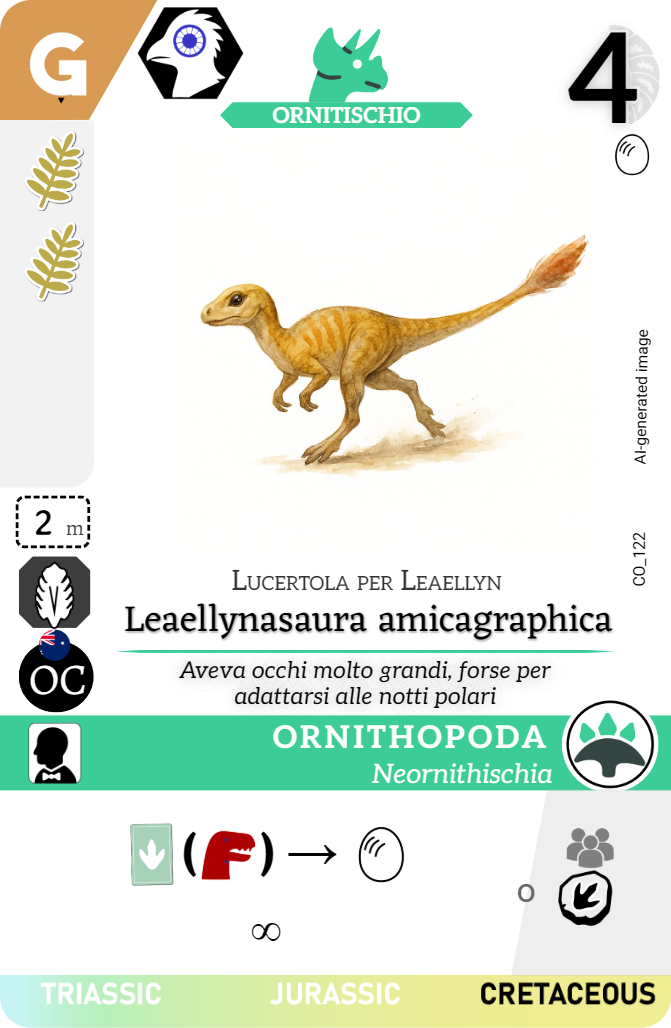 G
4
ORNITISCHIO
AI-generated image
CO_122
2 m
OC
Lucertola per Leaellyn
Leaellynasaura amicagraphica
Aveva occhi molto grandi, forse per
adattarsi alle notti polari
ORNITHOPODA
Neornithischia
( ) →
o
∞
TRIASSIC JURASSIC CRETACEOUS